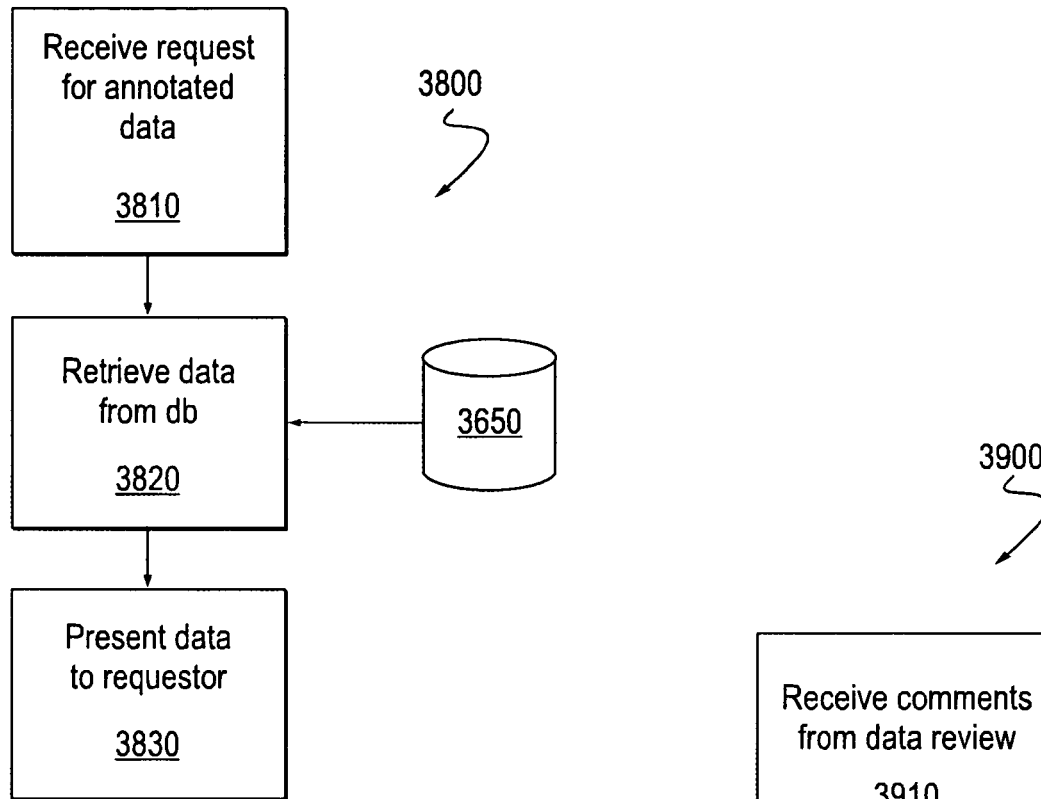 Receive request
for annotated
data
3810
3800
Retrieve data
from db
3820
3650
Present data
to requestor
3830
3900
Receive comments
from data review
3910